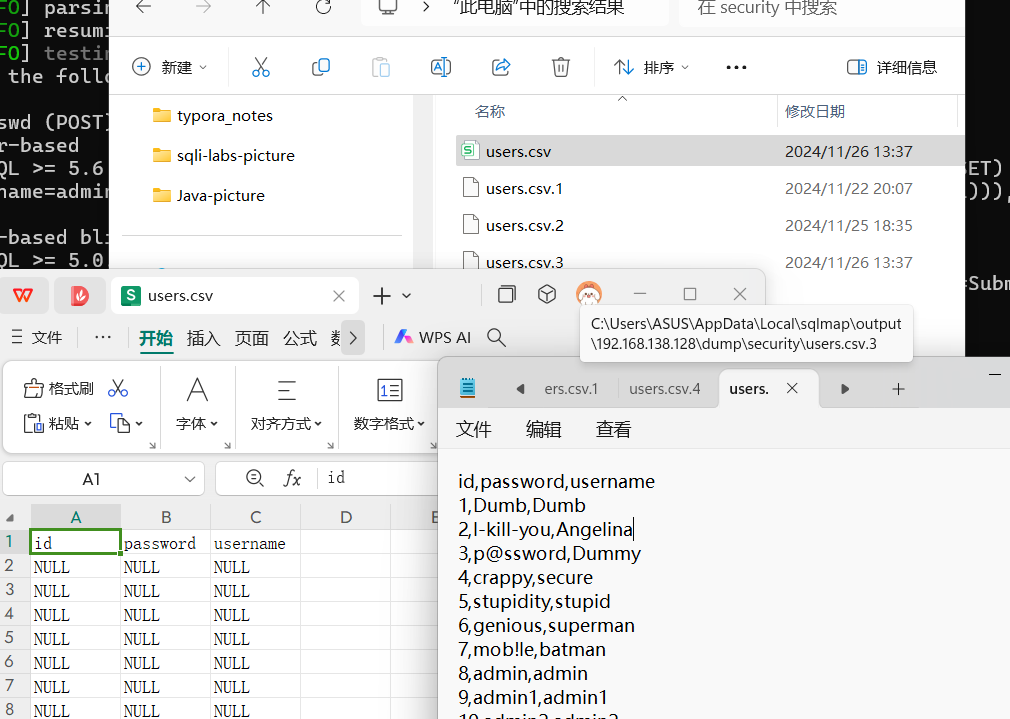 FO] parsin
FO] resumi
FO] testin
the follo
swd (POST)
r-based
QL >= 5.6
name=admin
-based bli
QL >= 5.0
SET)
))),
=Subm
"此电脑"中的搜索结果
在 security 中搜索
新建
排序
详细信息
typora_notes
sqli-labs-picture
Java-picture
名称
修改日期
users.csv
2024/11/26 13:37
users.csv.1
2024/11/22 20:07
users.csv.2
2024/11/25 18:35
users.csv.3
2024/11/26 13:37
C:\Users\ASUS\AppData\Local\sqlmap\output
\192.168.138.128\dump\security\users.csv.3
users.csv
文件
开始
插入
页面
公式
数
WPS AI
格式刷
粘贴
字体
对齐方式
数字格式
A1
fx
id
A B C D E
1 id password username
2 NULL NULL NULL
3 NULL NULL NULL
4 NULL NULL NULL
5 NULL NULL NULL
6 NULL NULL NULL
7 NULL NULL NULL
8 NULL NULL NULL
ers.csv.1
users.csv.4
users.
文件
编辑
查看
id,password,username
1,Dumb,Dumb
2,I-kill-you,Angelina
3,p@ssword,Dummy
4,crappy,secure
5,stupidity,stupid
6,genious,superman
7,mob!le,batman
8,admin,admin
9,admin1,admin1
10,admin2,admin2